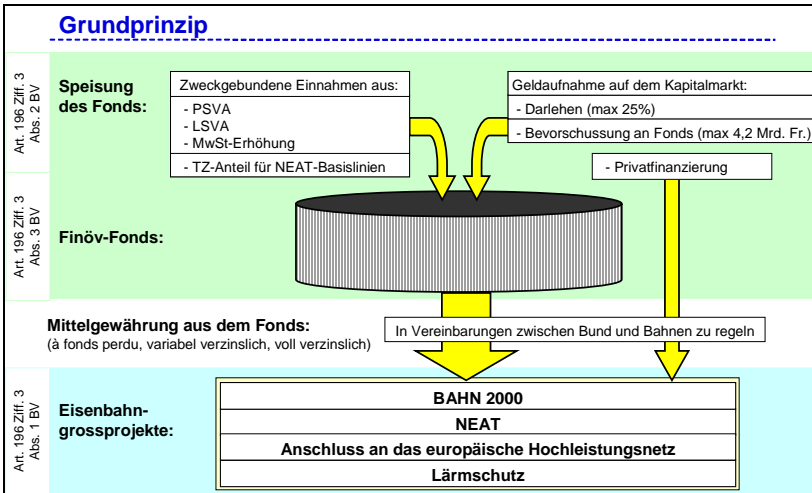 Grundprinzip
Art. 196 Ziff. 3
Abs. 2 BV
Speisung
des Fonds:
Zweckgebundene Einnahmen aus:
- PSVA
- LSVA
- MwSt-Erhöhung
- TZ-Anteil für NEAT-Basislinien
Geldaufnahme auf dem Kapitalmarkt:
- Darlehen (max 25%)
- Bevorschussung an Fonds (max 4,2 Mrd. Fr.)
- Privatfinanzierung
Art. 196 Ziff. 3
Abs. 3 BV
Finöv-Fonds:
Mittelgewährung aus dem Fonds:
(à fonds perdu, variabel verzinslich, voll verzinslich)
In Vereinbarungen zwischen Bund und Bahnen zu regeln
Art. 196 Ziff. 3
Abs. 1 BV
Eisenbahn-
grossprojekte:
BAHN 2000
NEAT
Anschluss an das europäische Hochleistungsnetz
Lärmschutz